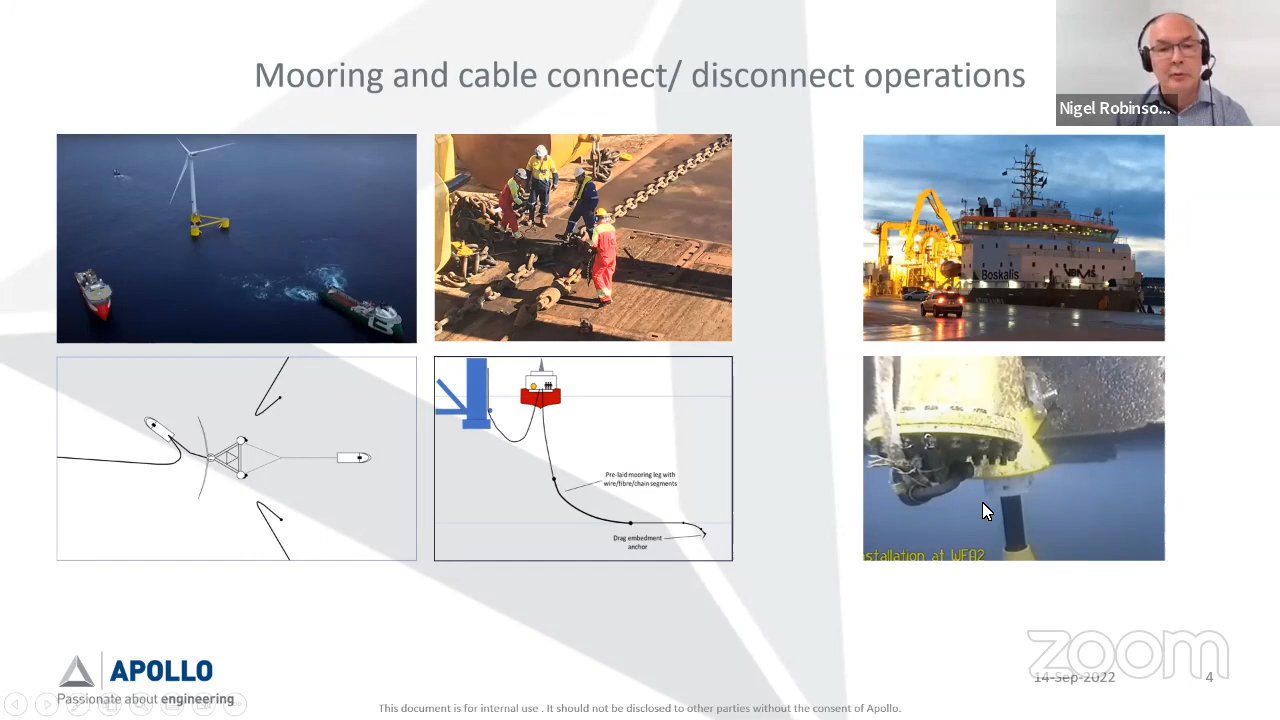 Mooring and cable connect/ disconnect operations
Nigel Robinso...
Boskalis
VBMS
Pre-laid mooring leg with
wire/fibre/chain segments
Drag embedment
anchor
stallation at WFA2
APOLLO
Passionate about engineering
zoom
14-Sep-2022
4
This document is for internal use . It should not be disclosed to other parties without the consent of Apollo.